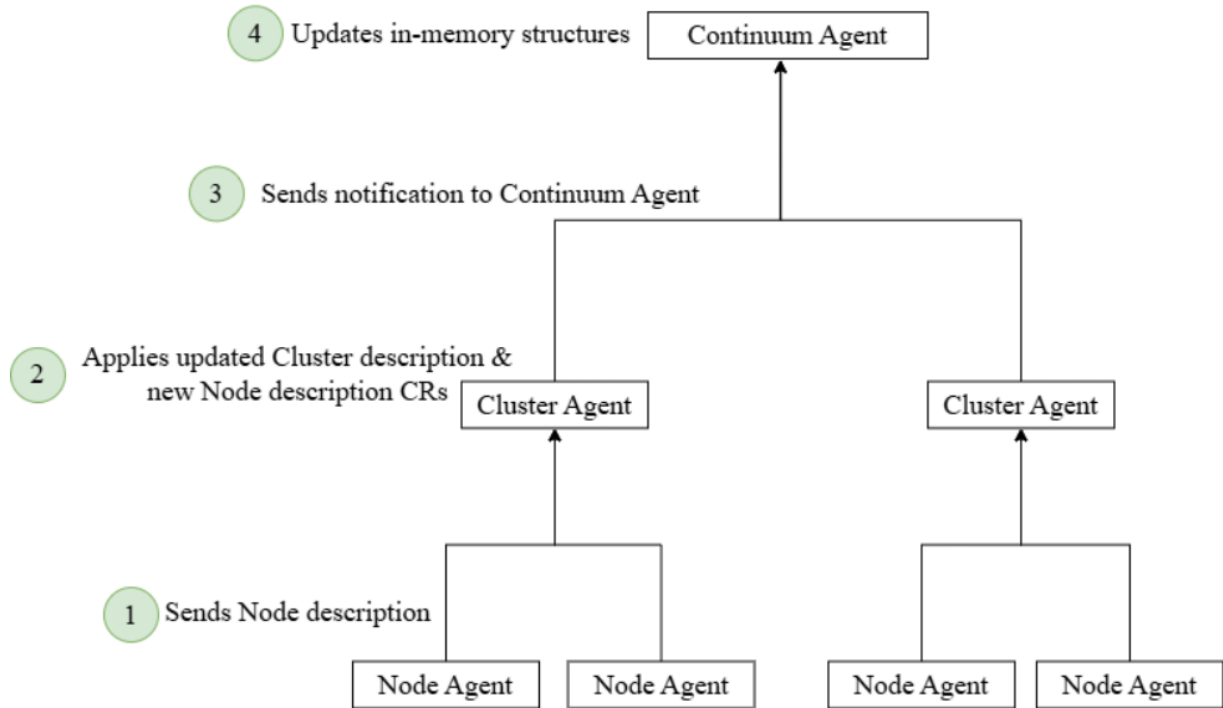 4 Updates in-memory structures
Continuum Agent
3 Sends notification to Continuum Agent
2 Applies updated Cluster description &
new Node description CRs
Cluster Agent
Cluster Agent
1 Sends Node description
Node Agent
Node Agent
Node Agent
Node Agent